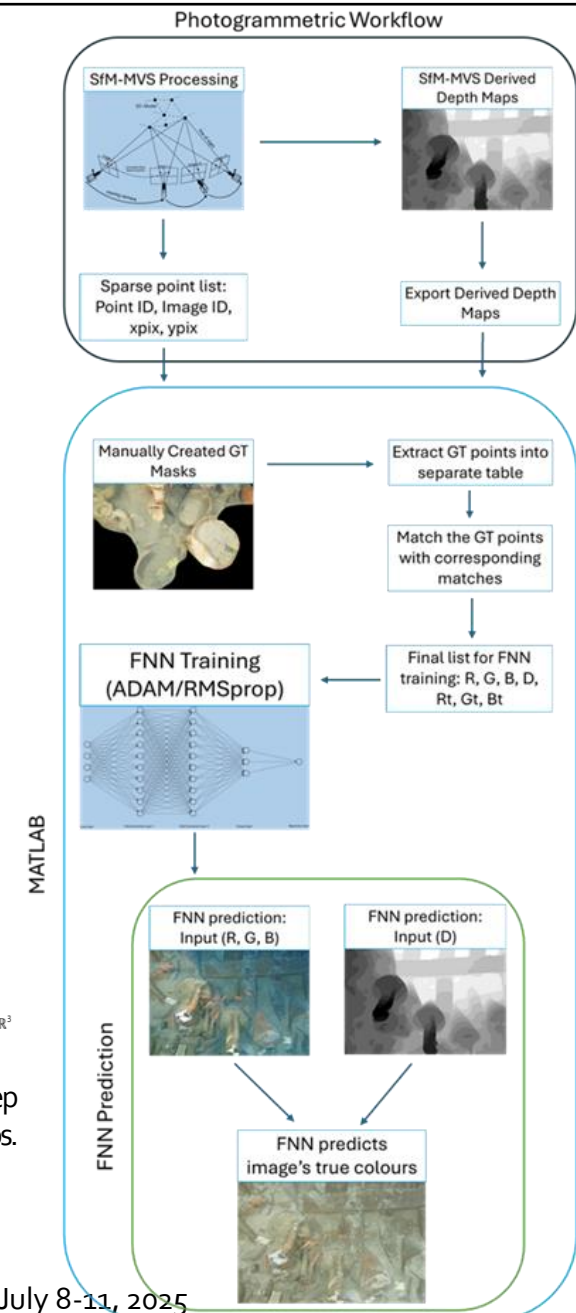 Photogrammetric Workflow
SfM-MVS Processing
SfM-MVS Derived
Depth Maps
Sparse point list:
Point ID, Image ID,
xpix, ypix
Export Derived Depth
Maps
Manually Created GT
Masks
Extract GT points into
separate table
Match the GT points
with corresponding
matches
Final list for FNN
training: R, G, B, D,
Rt, Gt, Bt
FNN Training
(ADAM/RMSprop)
MATLAB
FNN Prediction
FNN prediction:
Input (R, G, B)
FNN prediction:
Input (D)
FNN predicts
image's true colours
ℝ³
ep
os.
July 8-11, 2025